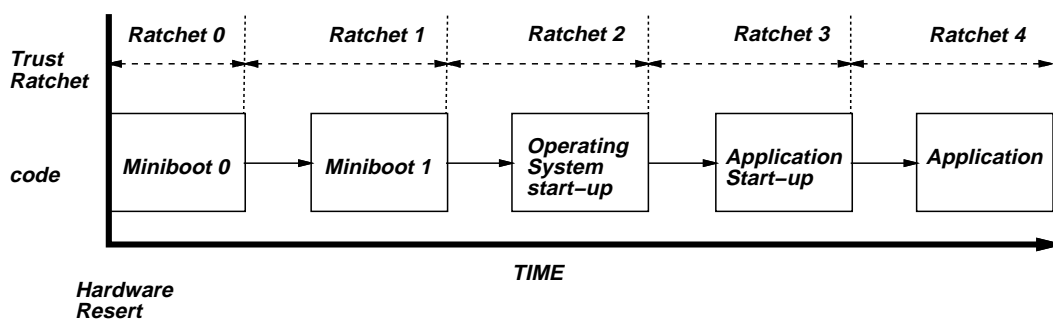 Ratchet 0
Ratchet 1
Ratchet 2
Ratchet 3
Ratchet 4
Trust
Ratchet
code
Miniboot 0
Miniboot 1
Operating
System
start-up
Application
Start-up
Application
TIME
Hardware
Resert